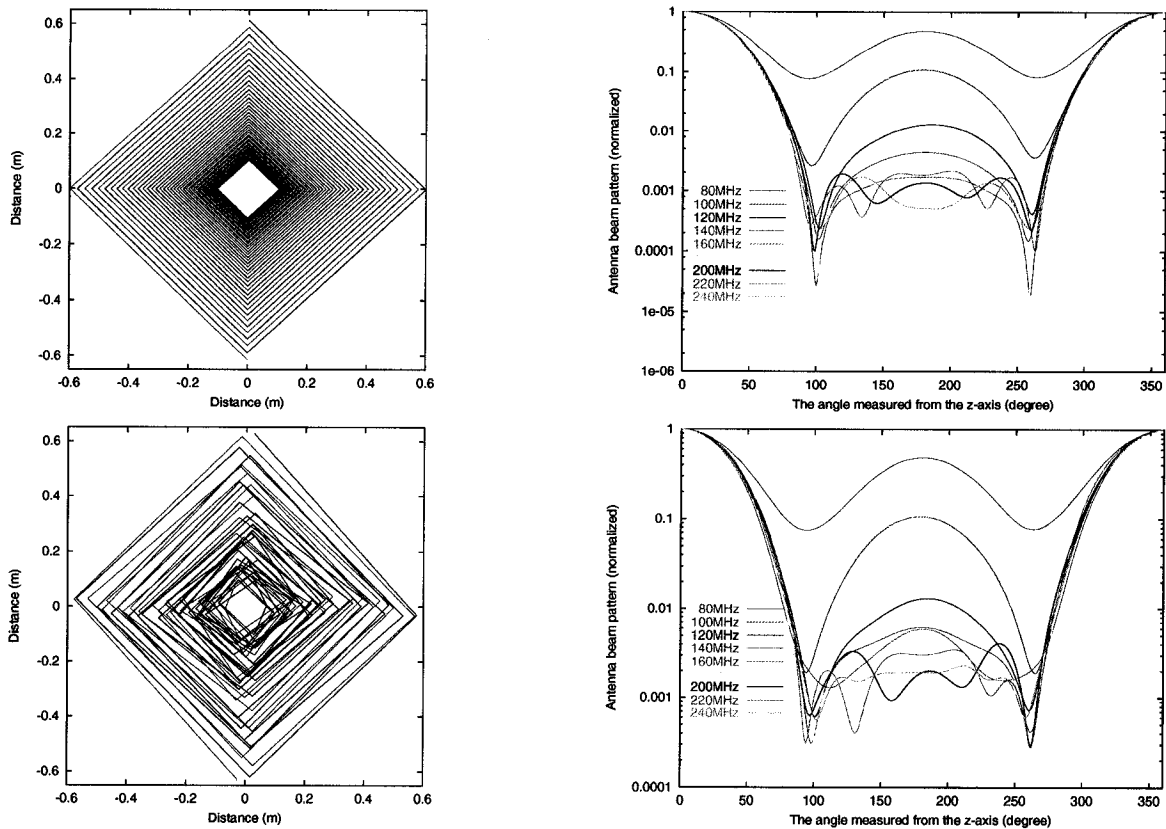 0.6
0.4
0.2
0
-0.2
-0.4
-0.6
Distance (m)
-0.6 -0.4 -0.2 0 0.2 0.4 0.6
Distance (m)
1
0.1
0.01
0.001
0.0001
1e-05
1e-06
Antenna beam pattern (normalized)
80MHz
100MHz
120MHz
140MHz
160MHz
200MHz
220MHz
240MHz
0 50 100 150 200 250 300 350
The angle measured from the z-axis (degree)
0.6
0.4
0.2
0
-0.2
-0.4
-0.6
Distance (m)
-0.6 -0.4 -0.2 0 0.2 0.4 0.6
Distance (m)
1
0.1
0.01
0.001
0.0001
Antenna beam pattern (normalized)
80MHz
100MHz
120MHz
140MHz
160MHz
200MHz
220MHz
240MHz
0 50 100 150 200 250 300 350
The angle measured from the z-axis (degree)